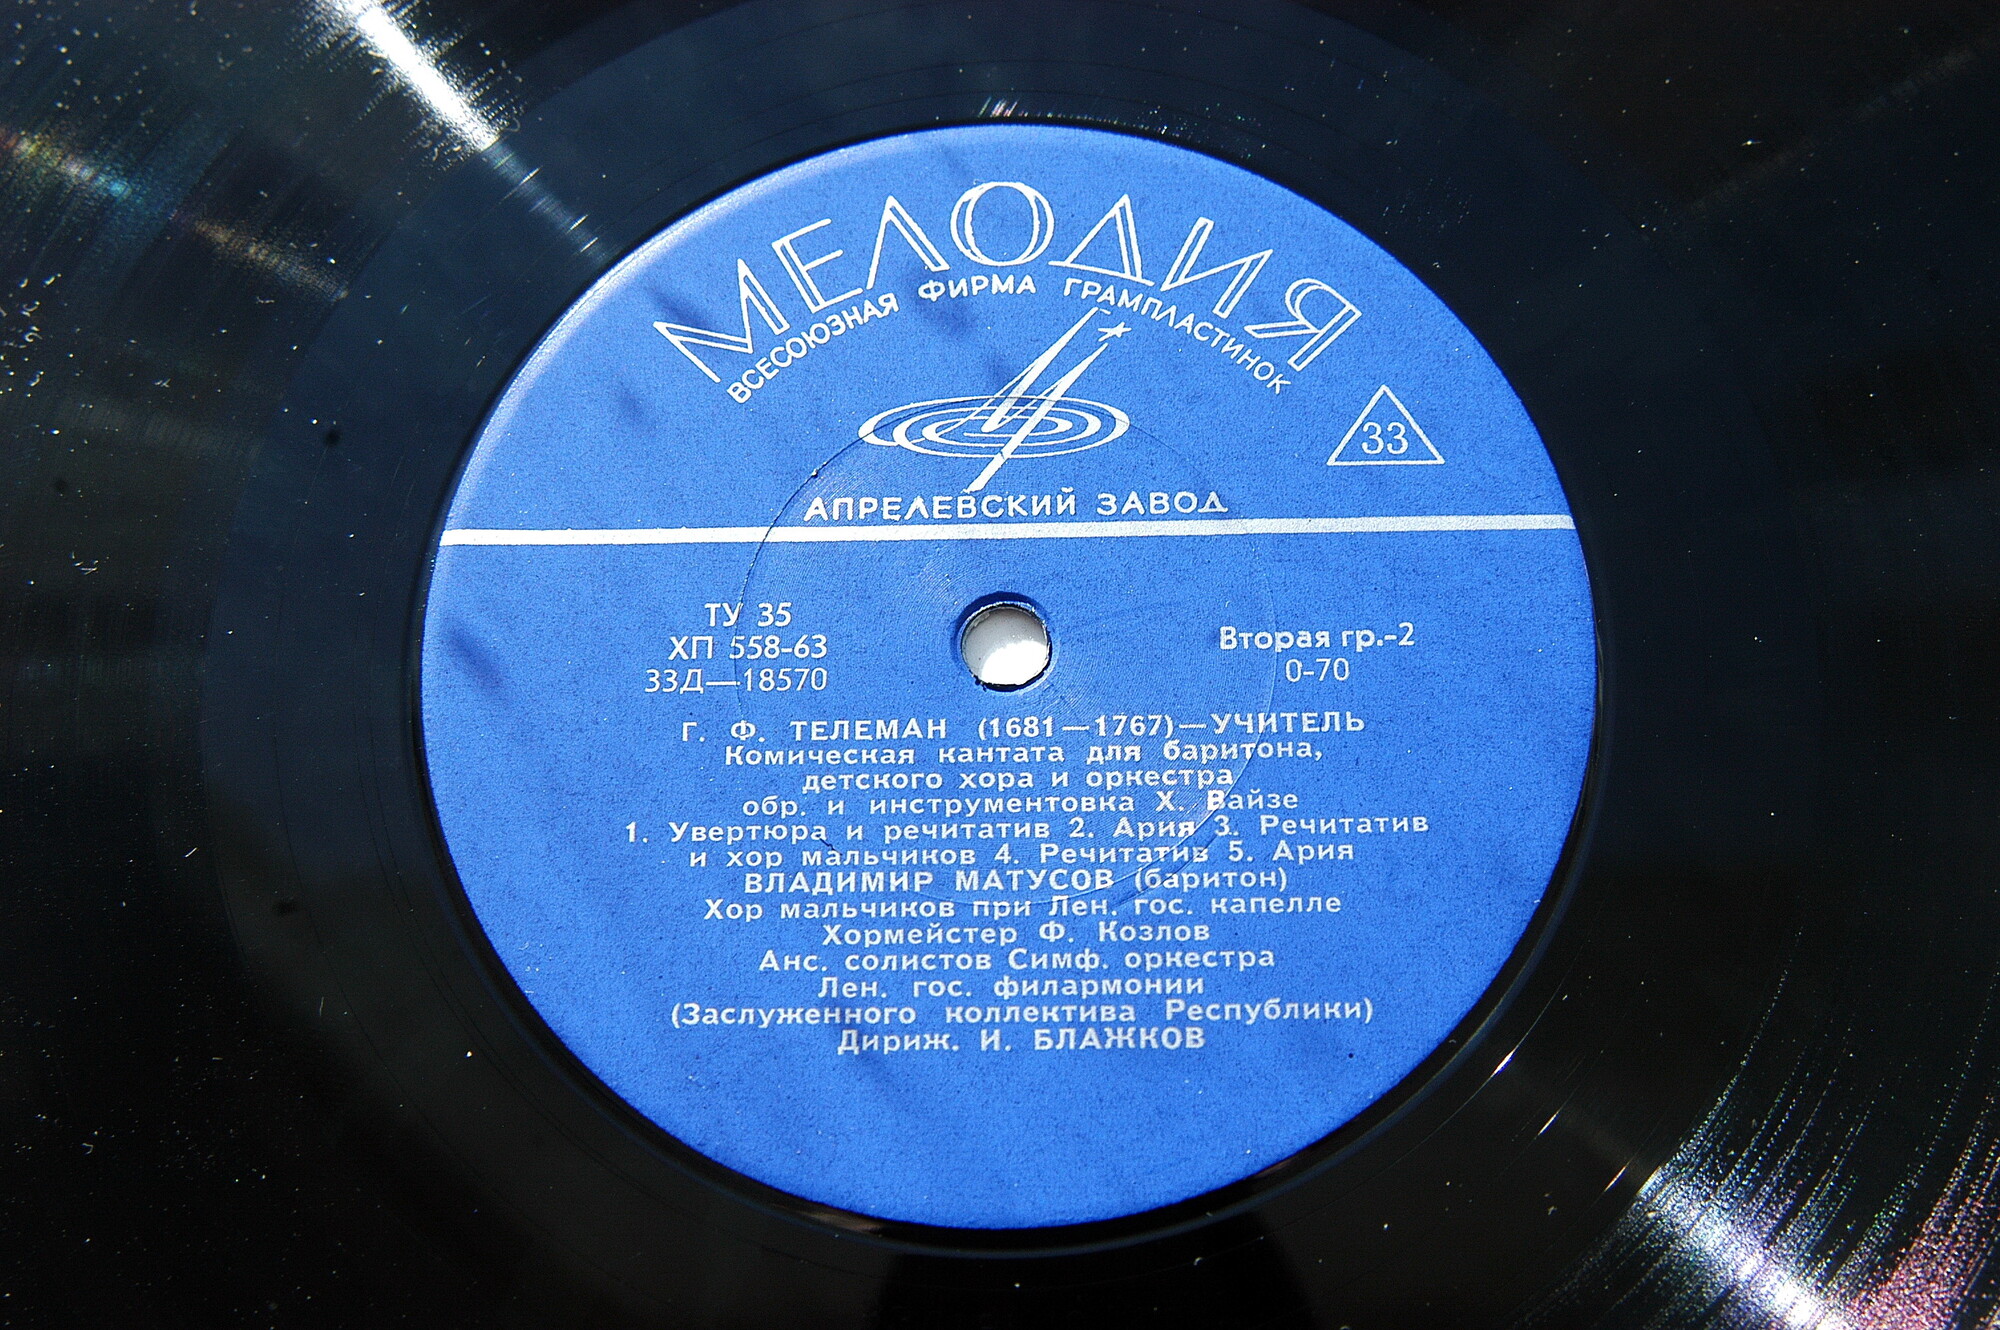 МЕЛОДИЯ
ВСЕСОЮЗНАЯ ФИРМА ГРАМПЛАСТИНОК
33
АПРЕЛЕВСКИЙ ЗАВОД
ТУ 35
ХП 558-63
33Д—18570
Вторая гр.-2
0-70
Г. Ф. ТЕЛЕМАН (1681—1767)—УЧИТЕЛЬ
Комическая кантата для баритона,
детского хора и оркестра
обр. и инструментовка Х. Вайзе
1. Увертюра и речитатив 2. Ария 3. Речитатив
и хор мальчиков 4. Речитатив 5. Ария
ВЛАДИМИР МАТУСОВ (баритон)
Хор мальчиков при Лен. гос. капелле
Хормейстер Ф. Козлов
Анс. солистов Симф. оркестра
Лен. гос. филармонии
(Заслуженного коллектива Республики)
Дириж. И. БЛАЖКОВ